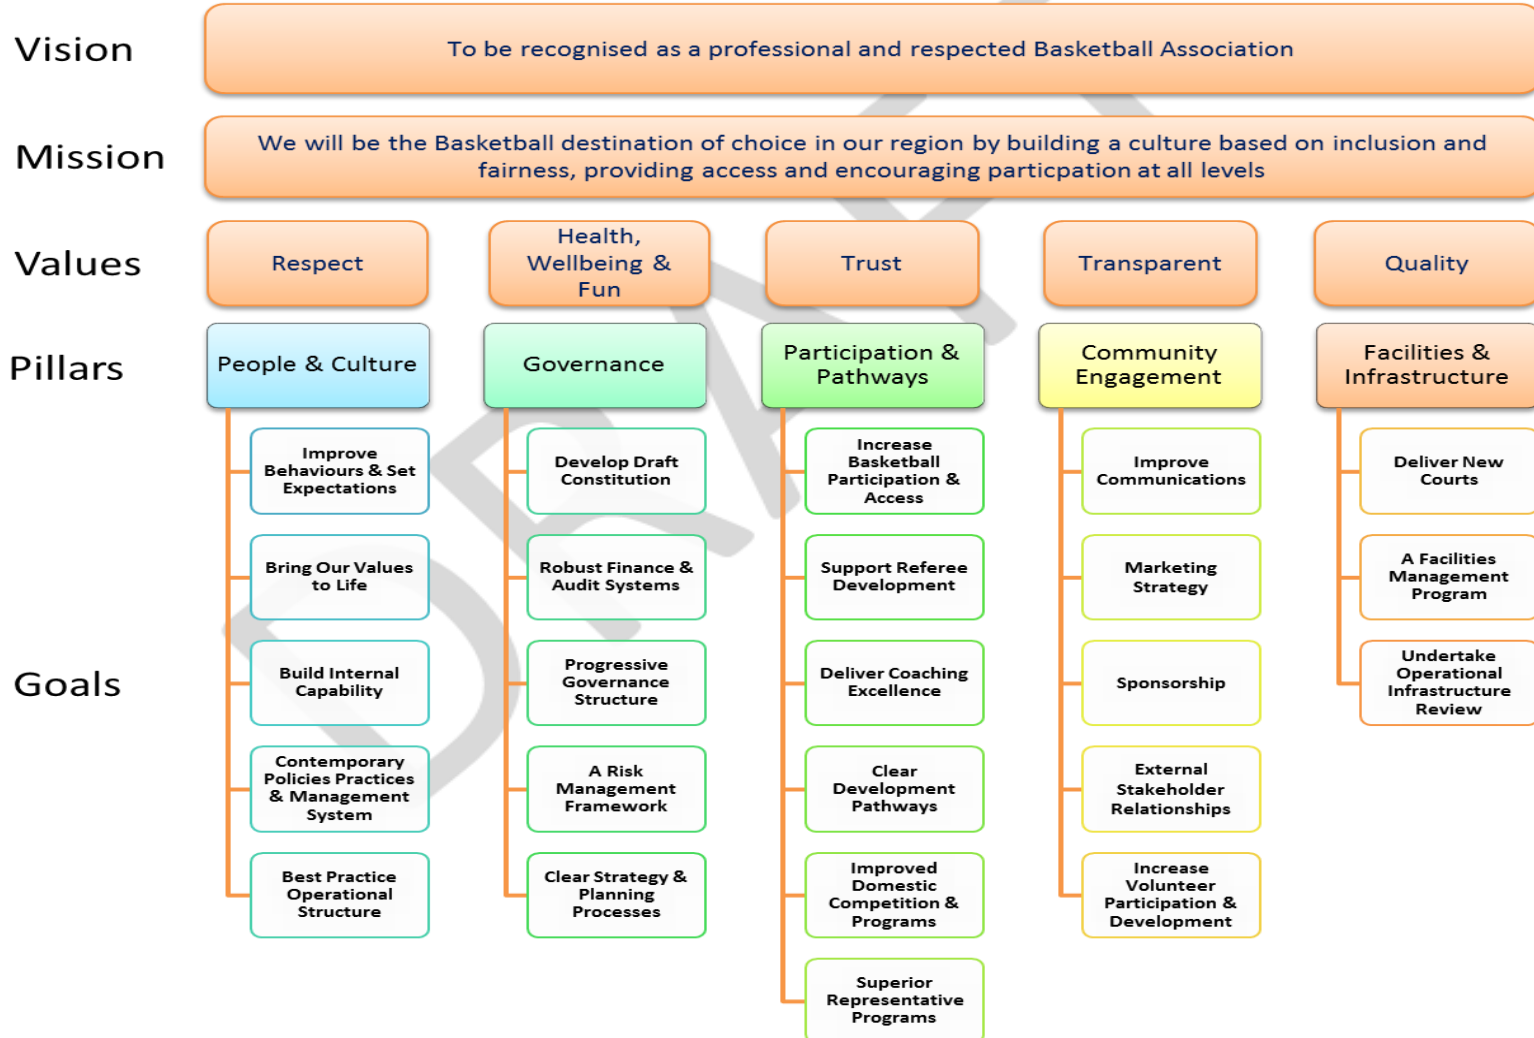 Vision
To be recognised as a professional and respected Basketball Association
Mission
We will be the Basketball destination of choice in our region by building a culture based on inclusion and
fairness, providing access and encouraging particpation at all levels
Values
Respect
Health,
Wellbeing &
Fun
Trust
Transparent
Quality
Pillars
People & Culture
Governance
Participation &
Pathways
Community
Engagement
Facilities &
Infrastructure
Goals
Improve
Behaviours & Set
Expectations
Bring Our Values
to Life
Build Internal
Capability
Contemporary
Policies Practices
& Management
System
Best Practice
Operational
Structure
Develop Draft
Constitution
Robust Finance &
Audit Systems
Progressive
Governance
Structure
A Risk
Management
Framework
Clear Strategy &
Planning
Processes
Increase
Basketball
Participation &
Access
Support Referee
Development
Deliver Coaching
Excellence
Clear
Development
Pathways
Improved
Domestic
Competition &
Programs
Superior
Representative
Programs
Improve
Communications
Marketing
Strategy
Sponsorship
External
Stakeholder
Relationships
Increase
Volunteer
Participation &
Development
Deliver New
Courts
A Facilities
Management
Program
Undertake
Operational
Infrastructure
Review
DRAFT